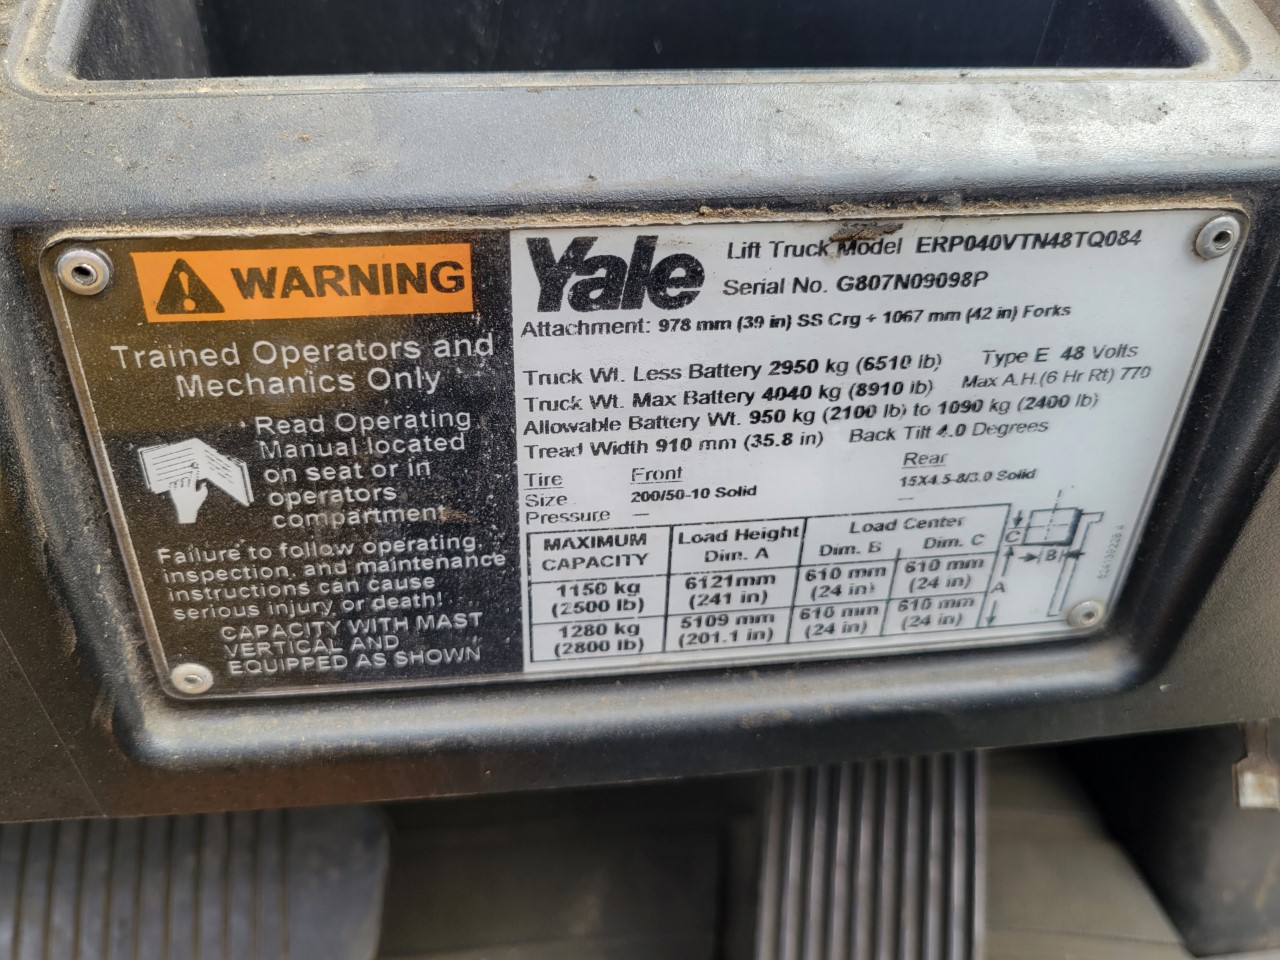 WARNING
Trained Operators and
Mechanics Only
Read Operating
Manual located
on seat or in
operators
compartment
Failure to follow operating,
inspection, and maintenance
instructions can cause
serious injury or death!
CAPACITY WITH MAST
VERTICAL AND
EQUIPPED AS SHOWN
Yale
Lift Truck Model ERP040VTN48TQ084
Serial No. G807N09098P
Attachment: 978 mm (39 in) SS Crg + 1067 mm (42 in) Forks
Truck Wt. Less Battery 2950 kg (6510 lb) Type E 48 Volts
Truck Wt. Max Battery 4040 kg (8910 lb) Max A.H.(6 Hr Rt) 770
Allowable Battery Wt. 950 kg (2100 lb) to 1090 kg (2400 lb)
Tread Width 910 mm (35.8 in) Back Tilt 4.0 Degrees
Tire Front Rear
Size 200/50-10 Solid 15X4.5-8/3.0 Solid
Pressure — —
MAXIMUM CAPACITY Load Height Dim. A Load Center Dim. B Dim. C
1150 kg (2500 lb) 6121mm (241 in) 610 mm (24 in) 610 mm (24 in)
1280 kg (2800 lb) 5109 mm (201.1 in) 610 mm (24 in) 610 mm (24 in)
C
B
A